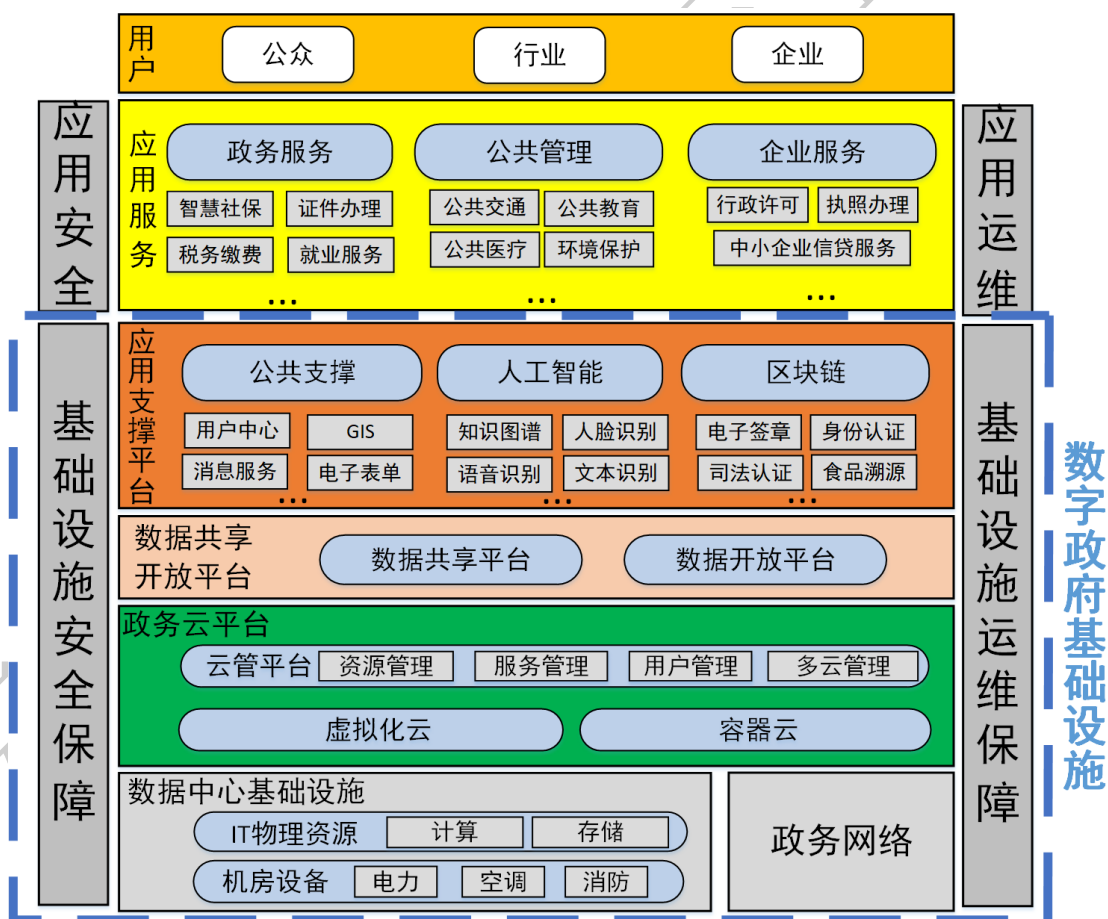 用户
公众
行业
企业
应用安全
应用服务
政务服务
公共管理
企业服务
智慧社保
证件办理
公共交通
公共教育
行政许可
执照办理
税务缴费
就业服务
公共医疗
环境保护
中小企业信贷服务
...
...
...
应用运维
基础设施安全保障
应用支撑平台
公共支撑
人工智能
区块链
用户中心
GIS
知识图谱
人脸识别
电子签章
身份认证
消息服务
电子表单
语音识别
文本识别
司法认证
食品溯源
...
...
...
数据共享
开放平台
数据共享平台
数据开放平台
政务云平台
云管平台
资源管理
服务管理
用户管理
多云管理
虚拟化云
容器云
数据中心基础设施
IT物理资源
计算
存储
机房设备
电力
空调
消防
政务网络
基础设施运维保障
数字政府基础设施